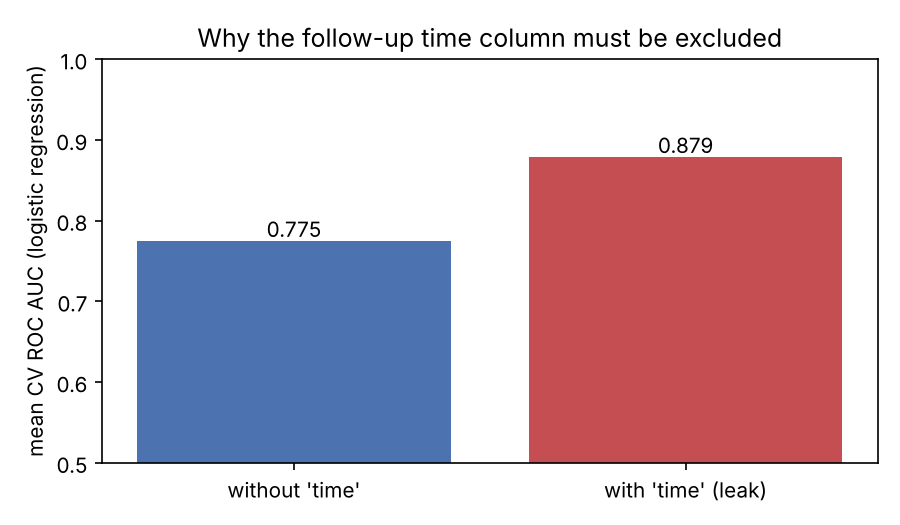 Why the follow-up time column must be excluded
mean CV ROC AUC (logistic regression)
1.0
0.9
0.8
0.7
0.6
0.5
0.775
0.879
without 'time'
with 'time' (leak)